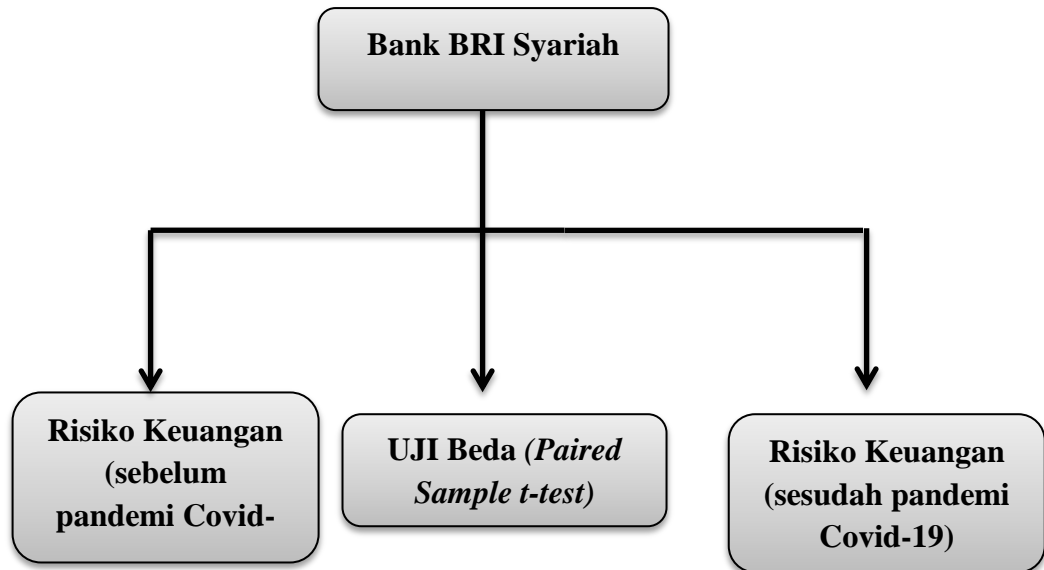 Bank BRI Syariah
Risiko Keuangan
(sebelum
pandemi Covid-
UJI Beda (Paired
Sample t-test)
Risiko Keuangan
(sesudah pandemi
Covid-19)